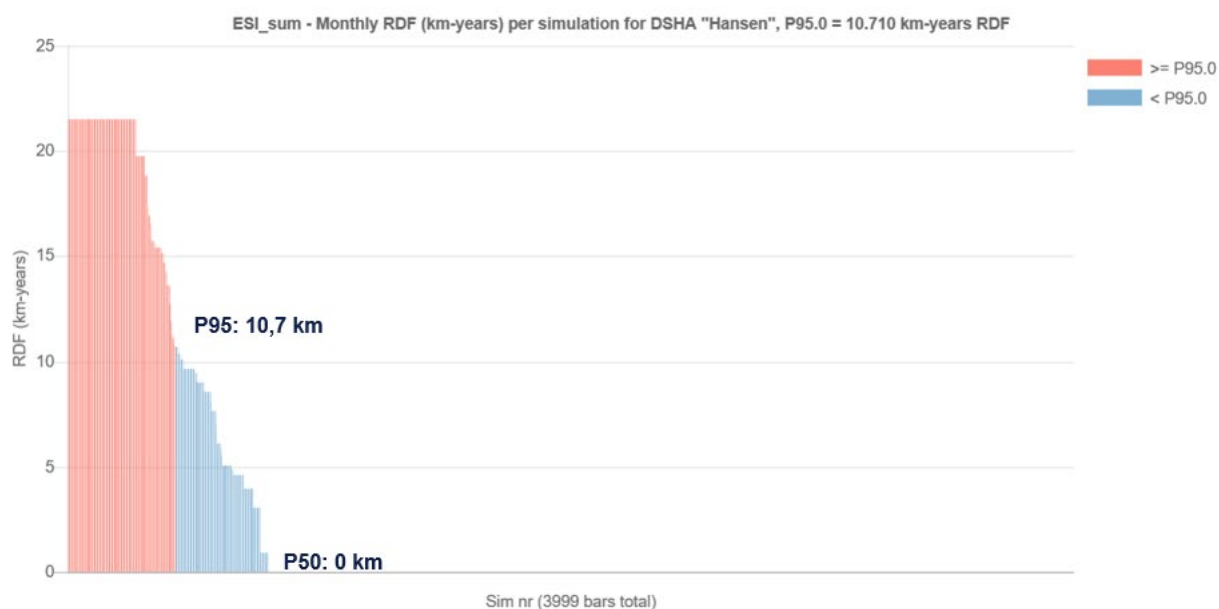 ESI_sum - Monthly RDF (km-years) per simulation for DSHA "Hansen", P95.0 = 10.710 km-years RDF
25
20
15
10
5
0
RDF (km-years)
>= P95.0
< P95.0
P95: 10,7 km
P50: 0 km
Sim nr (3999 bars total)